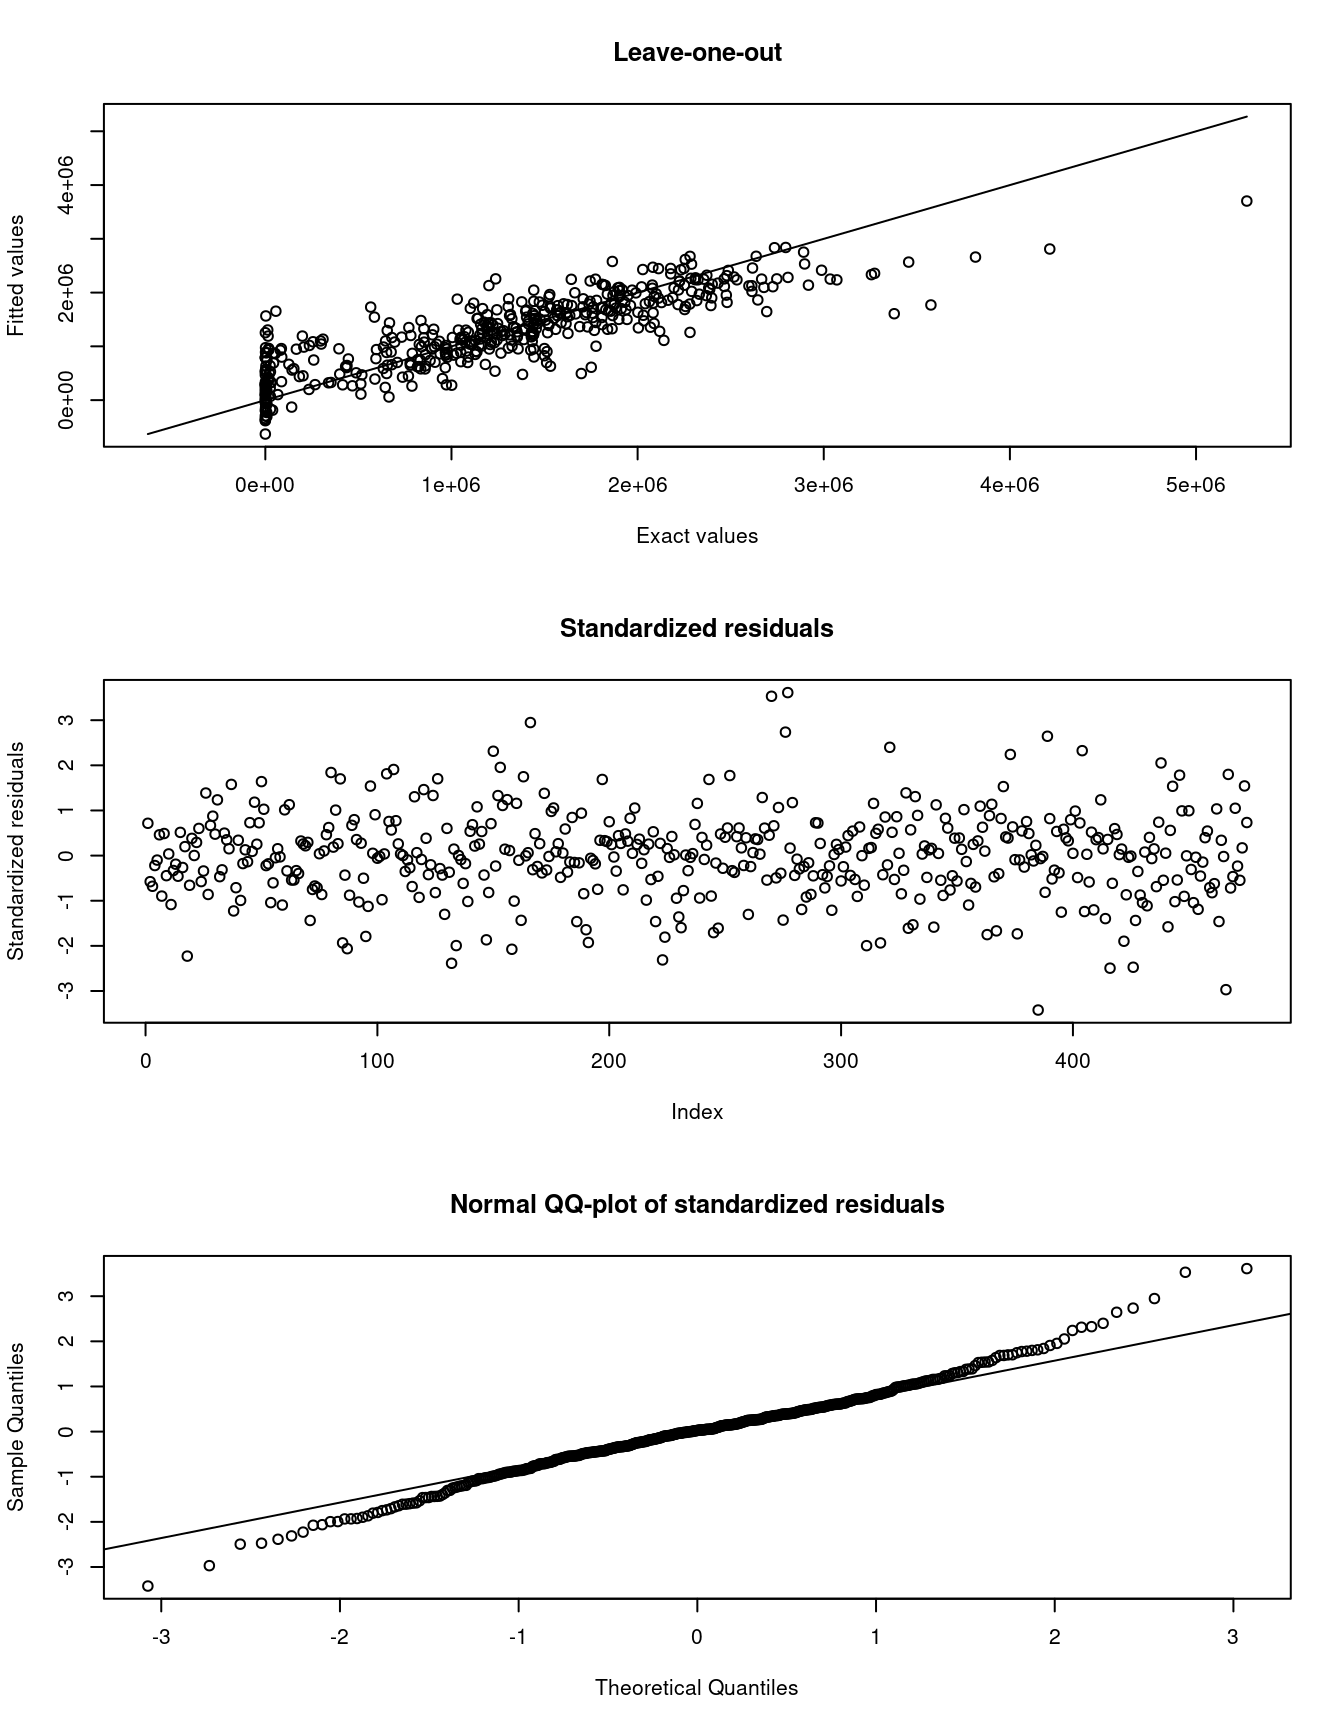 Leave-one-out
Fitted values
4e+06
2e+06
0e+00
0e+00 1e+06 2e+06 3e+06 4e+06 5e+06
Exact values
Standardized residuals
Standardized residuals
3
2
1
0
-1
-2
-3
0 100 200 300 400
Index
Normal QQ-plot of standardized residuals
Sample Quantiles
3
2
1
0
-1
-2
-3
-3 -2 -1 0 1 2 3
Theoretical Quantiles